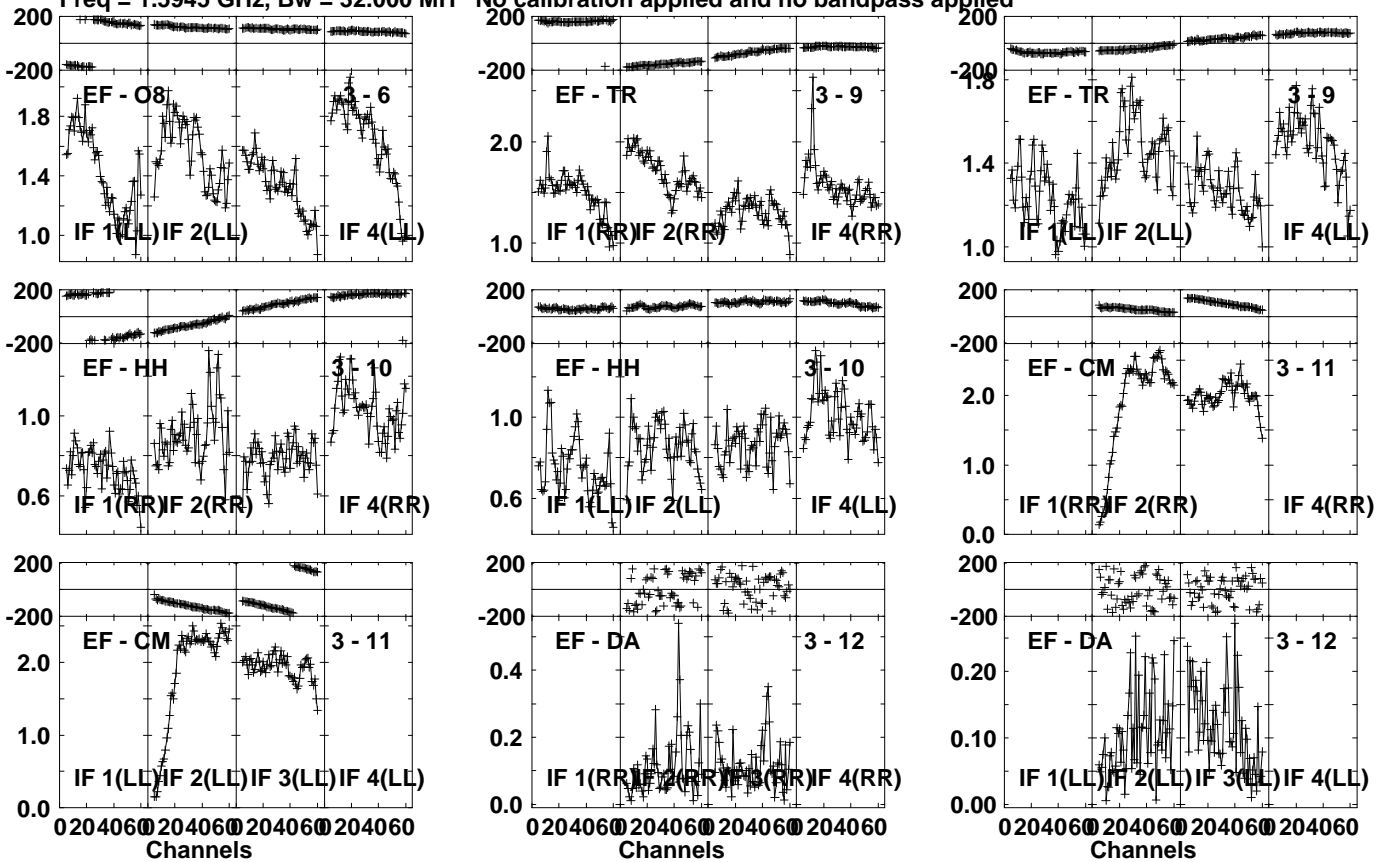 Freq = 1.5945 GHz, Bw = 32.000 MH No calibration applied and no bandpass applied
200
-200
EF - O8 3 - 6
1.8
1.4
1.0
IF 1(LL) IF 2(LL) IF 4(LL)
200
-200
EF - TR 3 - 9
2.0
1.0
IF 1(RR) IF 2(RR) IF 4(RR)
200
-200
1.8
EF - TR 3 - 9
1.4
1.0
IF 1(LL) IF 2(LL) IF 4(LL)
200
-200
EF - HH 3 - 10
1.0
0.6
IF 1(RR) IF 2(RR) IF 4(RR)
200
-200
EF - HH 3 - 10
1.0
0.6
IF 1(LL) IF 2(LL) IF 4(LL)
200
-200
EF - CM 3 - 11
2.0
1.0
0.0
IF 1(RR) IF 2(RR) IF 4(RR)
200
-200
EF - CM 3 - 11
2.0
1.0
0.0
IF 1(LL) IF 2(LL) IF 3(LL) IF 4(LL)
0 20 40 60 0 20 40 60 0 20 40 60 0 20 40 60
Channels
200
-200
EF - DA 3 - 12
0.4
0.2
0.0
IF 1(RR) IF 2(RR) IF 3(RR) IF 4(RR)
0 20 40 60 0 20 40 60 0 20 40 60 0 20 40 60
Channels
200
-200
EF - DA 3 - 12
0.20
0.10
0.00
IF 1(LL) IF 2(LL) IF 3(LL) IF 4(LL)
0 20 40 60 0 20 40 60 0 20 40 60 0 20 40 60
Channels